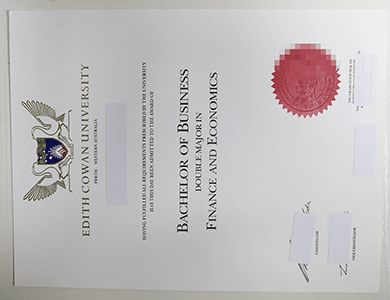 EDITH COWAN UNIVERSITY
PERTH WESTERN AUSTRALIA
HAVING FULFILLED ALL REQUIREMENTS PRESCRIBED BY THE UNIVERSITY
HAS THIS DAY BEEN ADMITTED TO THE AWARD OF
BACHELOR OF BUSINESS
DOUBLE MAJOR IN
FINANCE AND ECONOMICS
CHANCELLOR
VICE-CHANCELLOR